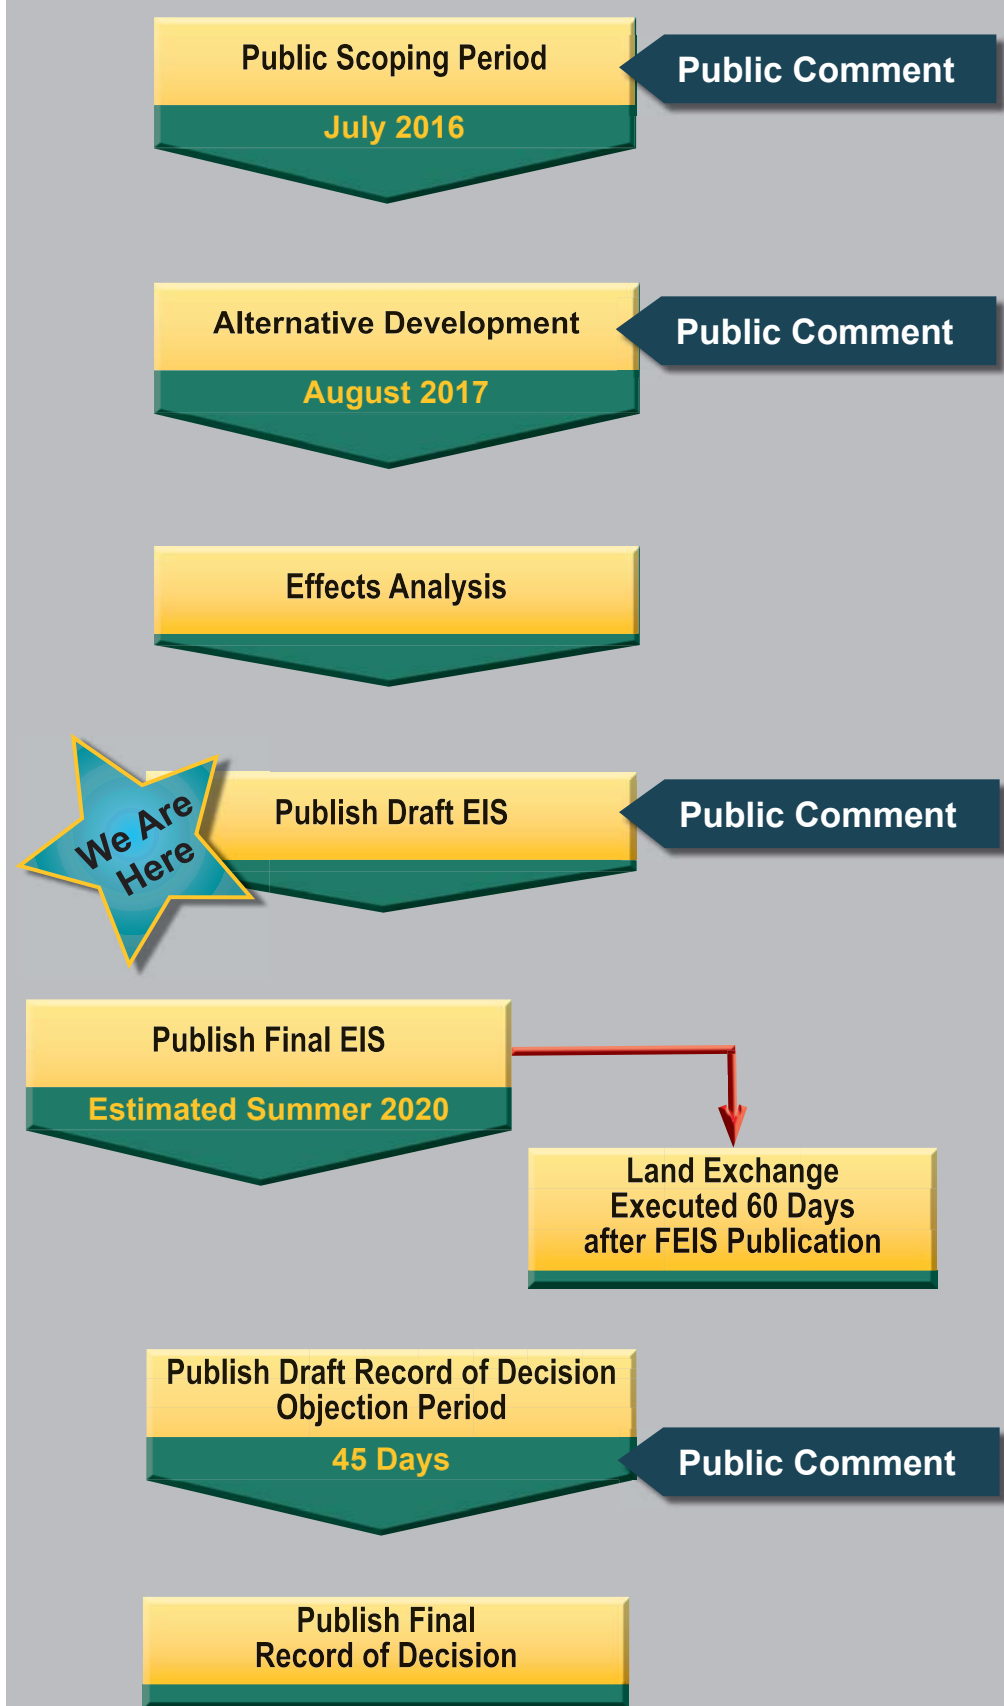 Public Scoping Period
Public Comment
July 2016
Alternative Development
Public Comment
August 2017
Effects Analysis
We Are
Here
Publish Draft EIS
Public Comment
Publish Final EIS
Estimated Summer 2020
Land Exchange
Executed 60 Days
after FEIS Publication
Publish Draft Record of Decision
Objection Period
45 Days
Public Comment
Publish Final
Record of Decision